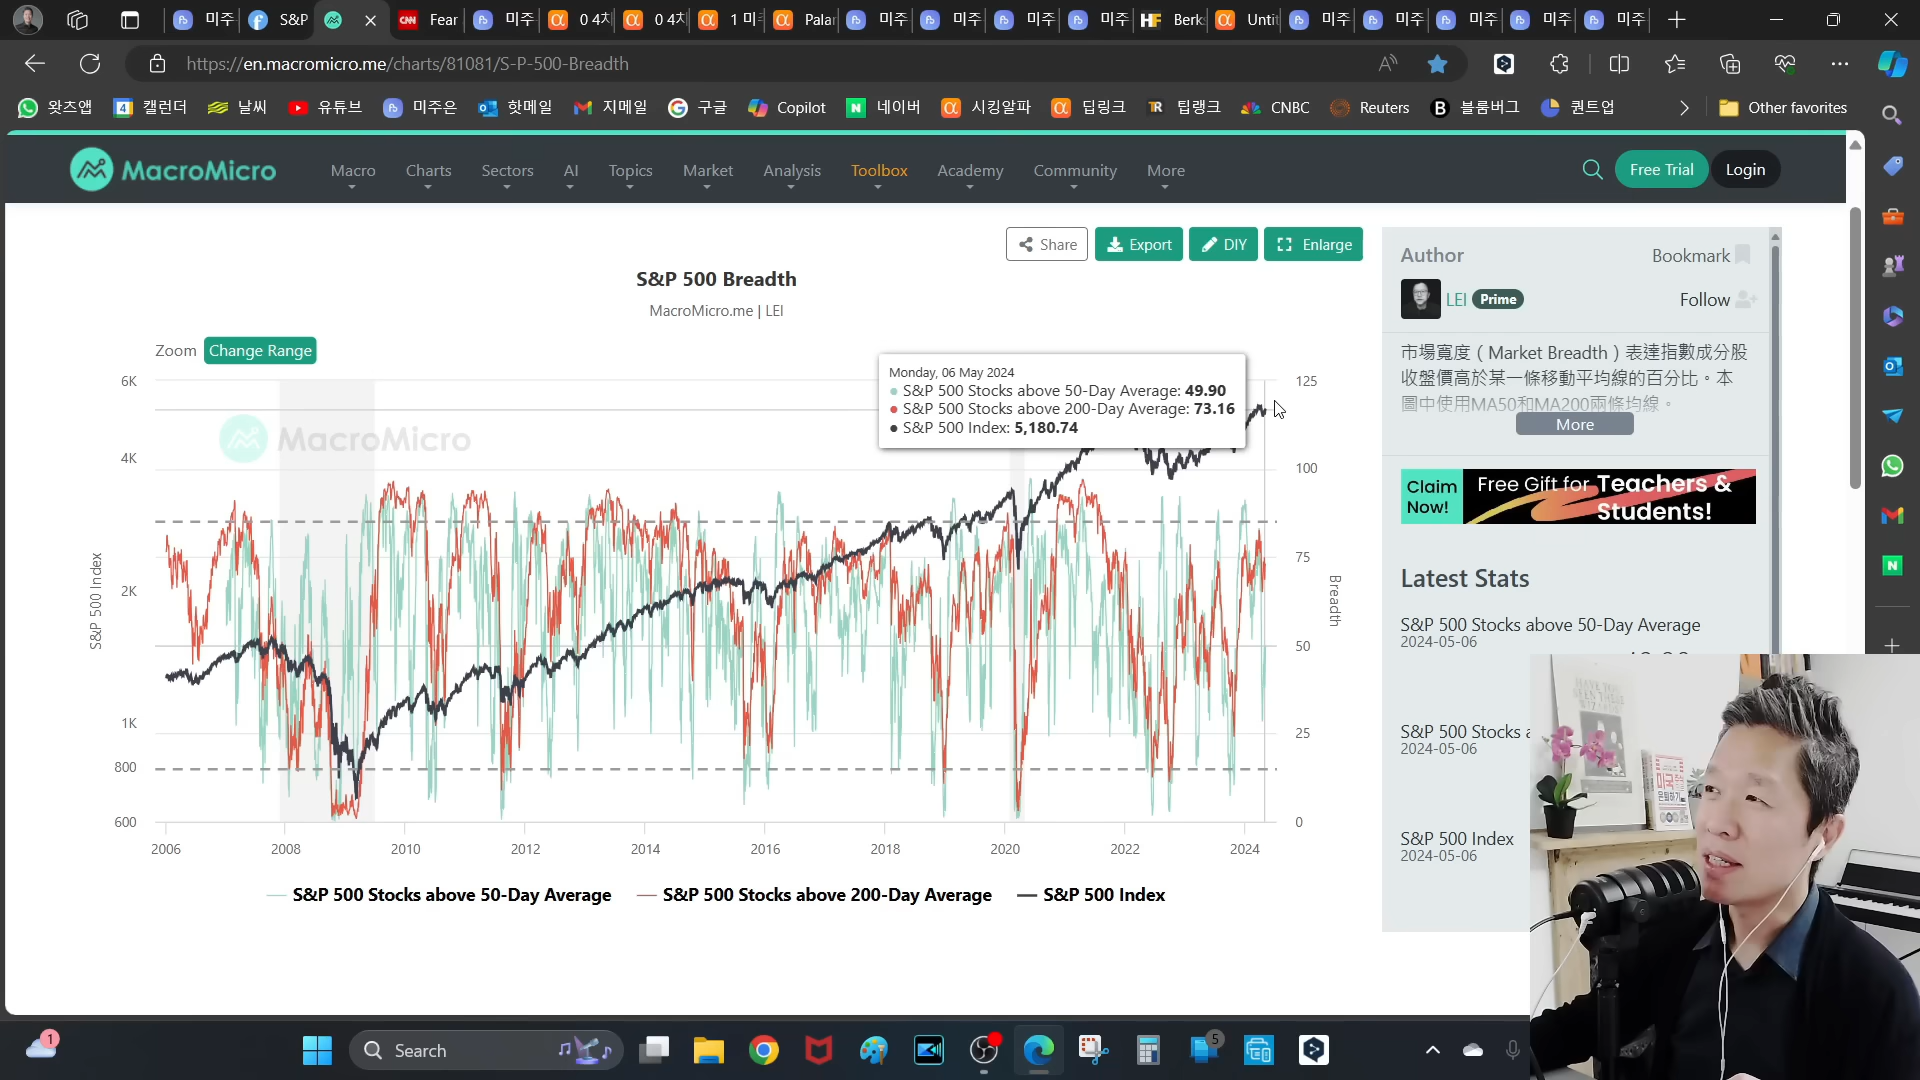 미주
S&P
Fear
미주
0 4차
0 4차
1 미
Palan
미주
미주
미주
미주
Berks
Untit
미주
미주
미주
미주
미주
https://en.macromicro.me/charts/81081/S-P-500-Breadth
왓츠앱
캘린더
날씨
유튜브
미주은
핫메일
지메일
구글
Copilot
네이버
시킹알파
딥링크
팁랭크
CNBC
Reuters
블룸버그
퀀트업
Other favorites
MacroMicro
Macro
Charts
Sectors
AI
Topics
Market
Analysis
Toolbox
Academy
Community
More
Free Trial
Login
Share
Export
DIY
Enlarge
S&P 500 Breadth
MacroMicro.me | LEI
Zoom
Change Range
Monday, 06 May 2024
S&P 500 Stocks above 50-Day Average: 49.90
S&P 500 Stocks above 200-Day Average: 73.16
S&P 500 Index: 5,180.74
MacroMicro
6K
4K
2K
1K
800
600
S&P 500 Index
125
100
75
50
25
0
Breadth
2006
2008
2010
2012
2014
2016
2018
2020
2022
2024
S&P 500 Stocks above 50-Day Average
S&P 500 Stocks above 200-Day Average
S&P 500 Index
Author
Bookmark
LEI
Prime
Follow
市場寬度（Market Breadth）表達指數成分股
收盤價高於某一條移動平均線的百分比。本
圖中使用MA50和MA200兩條均線。
More
Claim
Now!
Free Gift for Teachers &
Students!
Latest Stats
S&P 500 Stocks above 50-Day Average
2024-05-06
S&P 500 Stocks a
2024-05-06
S&P 500 Index
2024-05-06
미국
1
Search
5